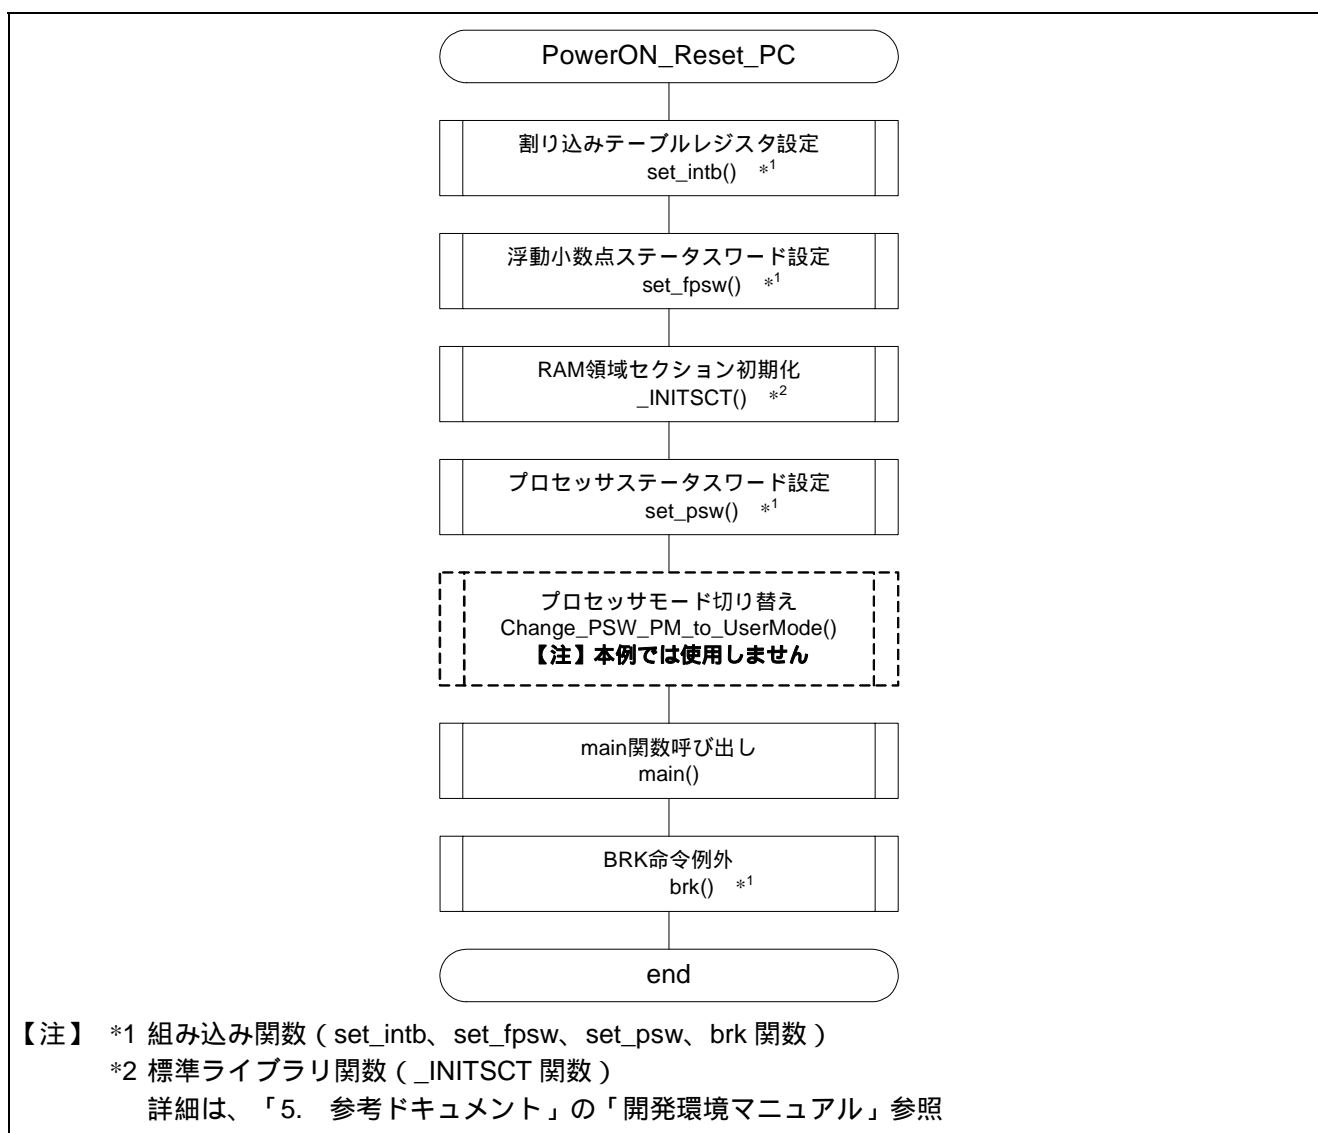 PowerON_Reset_PC
割り込みテーブルレジスタ設定
set_intb() *1
浮動小数点ステータスワード設定
set_fpsw() *1
RAM領域セクション初期化
_INITSCT() *2
プロセッサステータスワード設定
set_psw() *1
プロセッサモード切り替え
Change_PSW_PM_to_UserMode()
【注】本例では使用しません
main関数呼び出し
main()
BRK命令例外
brk() *1
end
【注】 *1 組み込み関数（set_intb、set_fpsw、set_psw、brk 関数）
*2 標準ライブラリ関数（_INITSCT 関数）
詳細は、「5. 参考ドキュメント」の「開発環境マニュアル」参照